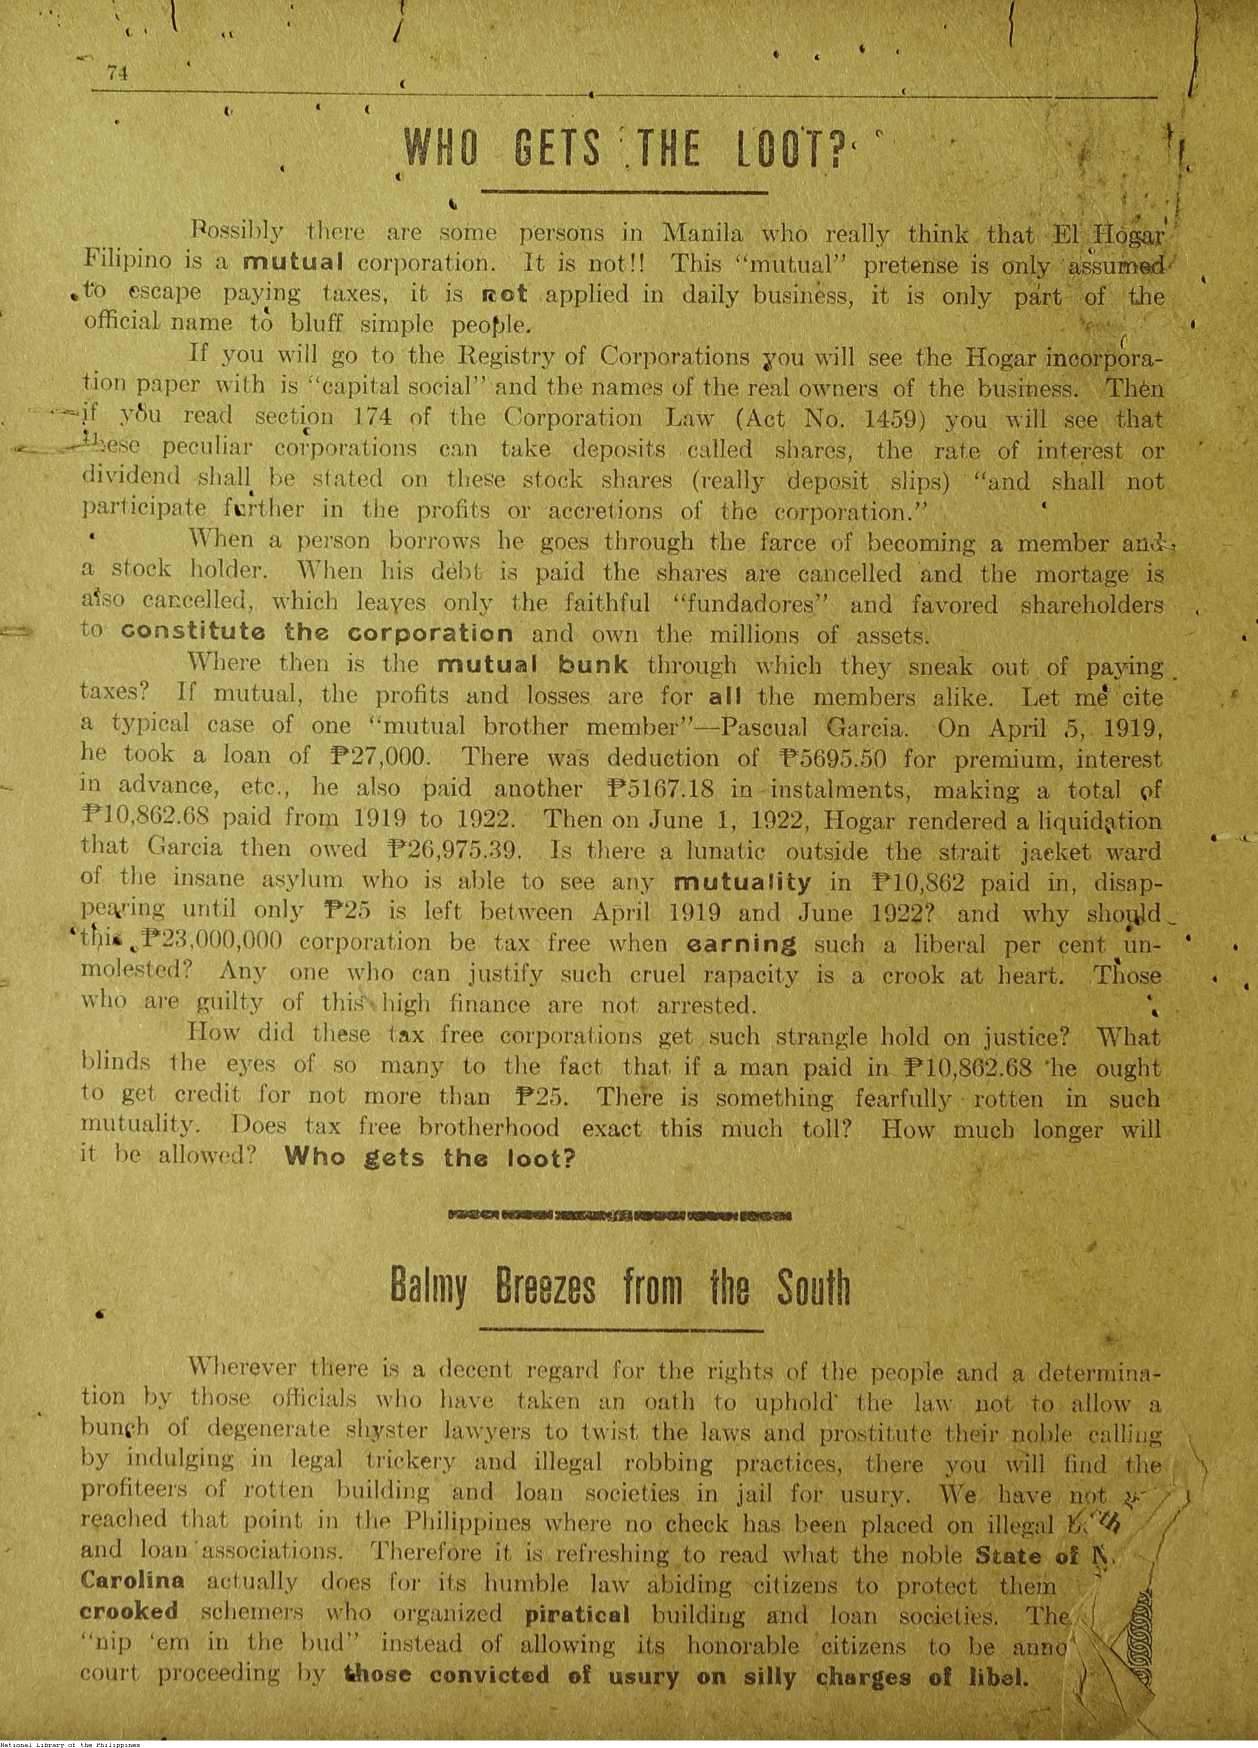 74
WHO GETS THE LOOT?
Possibly there are some persons in Manila who really think that El Hogar
Filipino is a mutual corporation. It is not!! This “mutual” pretense is only assumed
to escape paying taxes, it is not applied in daily business, it is only part of the
official name to bluff simple people.
If you will go to the Registry of Corporations you will see the Hogar incorpora-
tion paper with is “capital social” and the names of the real owners of the business. Then
if you read section 174 of the Corporation Law (Act No. 1459) you will see that
these peculiar corporations can take deposits called shares, the rate of interest or
dividend shall be stated on these stock shares (really deposit slips) “and shall not
participate further in the profits or accretions of the corporation.”
When a person borrows he goes through the farce of becoming a member and
a stock holder. When his debt is paid the shares are cancelled and the mortage is
also cancelled, which leaves only the faithful “fundadores” and favored shareholders
to constitute the corporation and own the millions of assets.
Where then is the mutual bunk through which they sneak out of paying
taxes? If mutual, the profits and losses are for all the members alike. Let me cite
a typical case of one “mutual brother member”—Pascual Garcia. On April 5, 1919,
he took a loan of ₱27,000. There was deduction of ₱5695.50 for premium, interest
in advance, etc., he also paid another ₱5167.18 in instalments, making a total of
₱10,862.68 paid from 1919 to 1922. Then on June 1, 1922, Hogar rendered a liquidation
that Garcia then owed ₱26,975.39. Is there a lunatic outside the strait jacket ward
of the insane asylum who is able to see any mutuality in ₱10,862 paid in, disap-
pearing until only ₱25 is left between April 1919 and June 1922? and why should
this ₱23,000,000 corporation be tax free when earning such a liberal per cent un-
molested? Any one who can justify such cruel rapacity is a crook at heart. Those
who are guilty of this high finance are not arrested.
How did these tax free corporations get such strangle hold on justice? What
blinds the eyes of so many to the fact that if a man paid in ₱10,862.68 he ought
to get credit for not more than ₱25. There is something fearfully rotten in such
mutuality. Does tax free brotherhood exact this much toll? How much longer will
it be allowed? Who gets the loot?
Balmy Breezes from the South
Wherever there is a decent regard for the rights of the people and a determina-
tion by those officials who have taken an oath to uphold the law not to allow a
bunch of degenerate shyster lawyers to twist the laws and prostitute their noble calling
by indulging in legal trickery and illegal robbing practices, there you will find the
profiteers of rotten building and loan societies in jail for usury. We have not
reached that point in the Philippines where no check has been placed on illegal
and loan associations. Therefore it is refreshing to read what the noble State of N.
Carolina actually does for its humble law abiding citizens to protect them
crooked schemers who organized piratical building and loan societies. The
“nip ‘em in the bud” instead of allowing its honorable citizens to be
court proceeding by those convicted of usury on silly charges of libel.
National Library of the Philippines